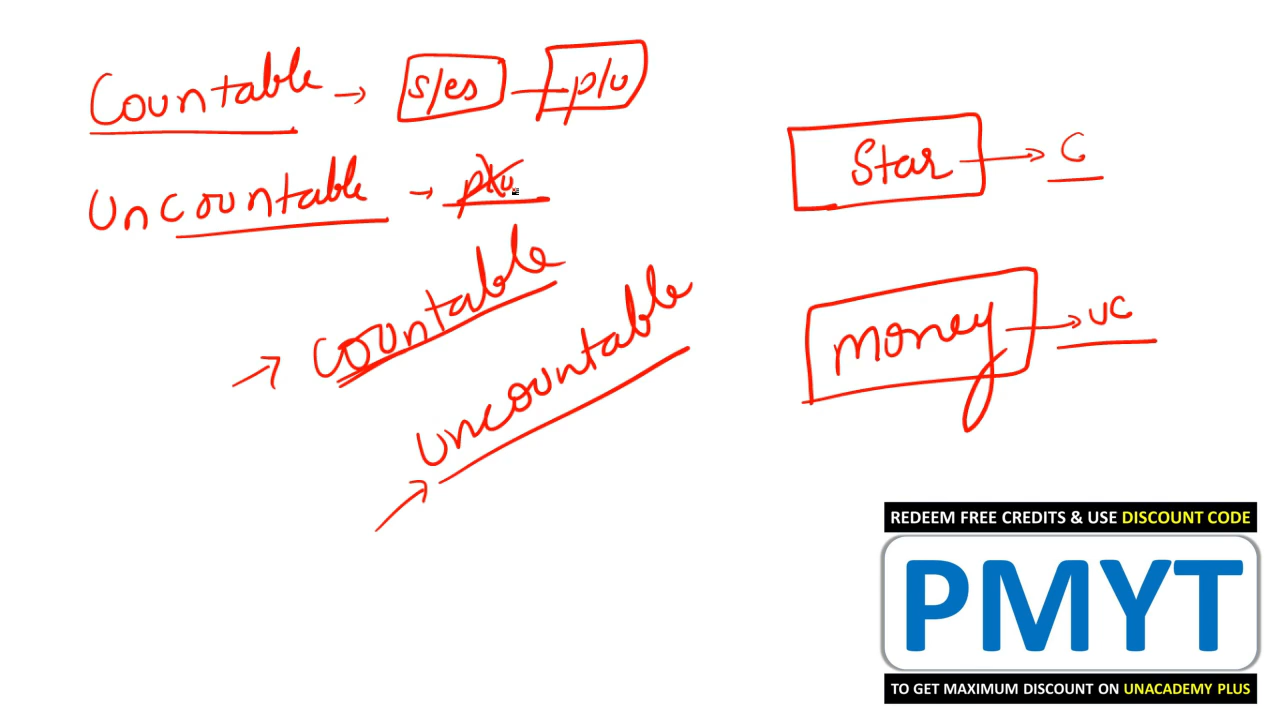 Countable → s/es — plu
Uncountable → plu
→ countable
→ uncountable
Star → C
money → UC
REDEEM FREE CREDITS & USE DISCOUNT CODE
PMYT
TO GET MAXIMUM DISCOUNT ON UNACADEMY PLUS